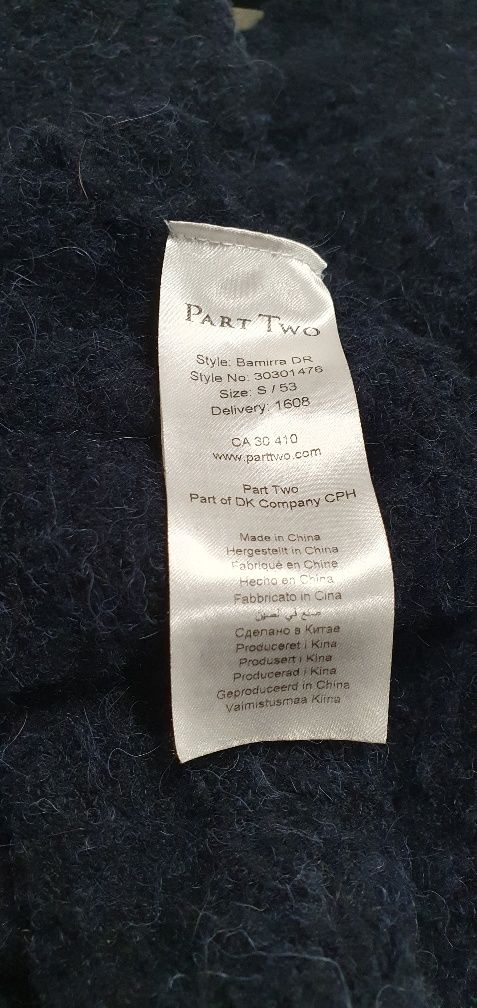 PART TWO
Style: Bamirra DR
Style No: 30301476
Size: S / 53
Delivery: 1608
CA 30 410
www.parttwo.com
Part Two
Part of DK Company CPH
Made in China
Hergestellt in China
Fabriqué en Chine
Hecho en China
Fabbricato in Cina
صنع في الصين
Сделано в Китае
Produceret i Kina
Produsert i Kina
Producerad i Kina
Geproduceerd in China
Valmistusmaa Kiina